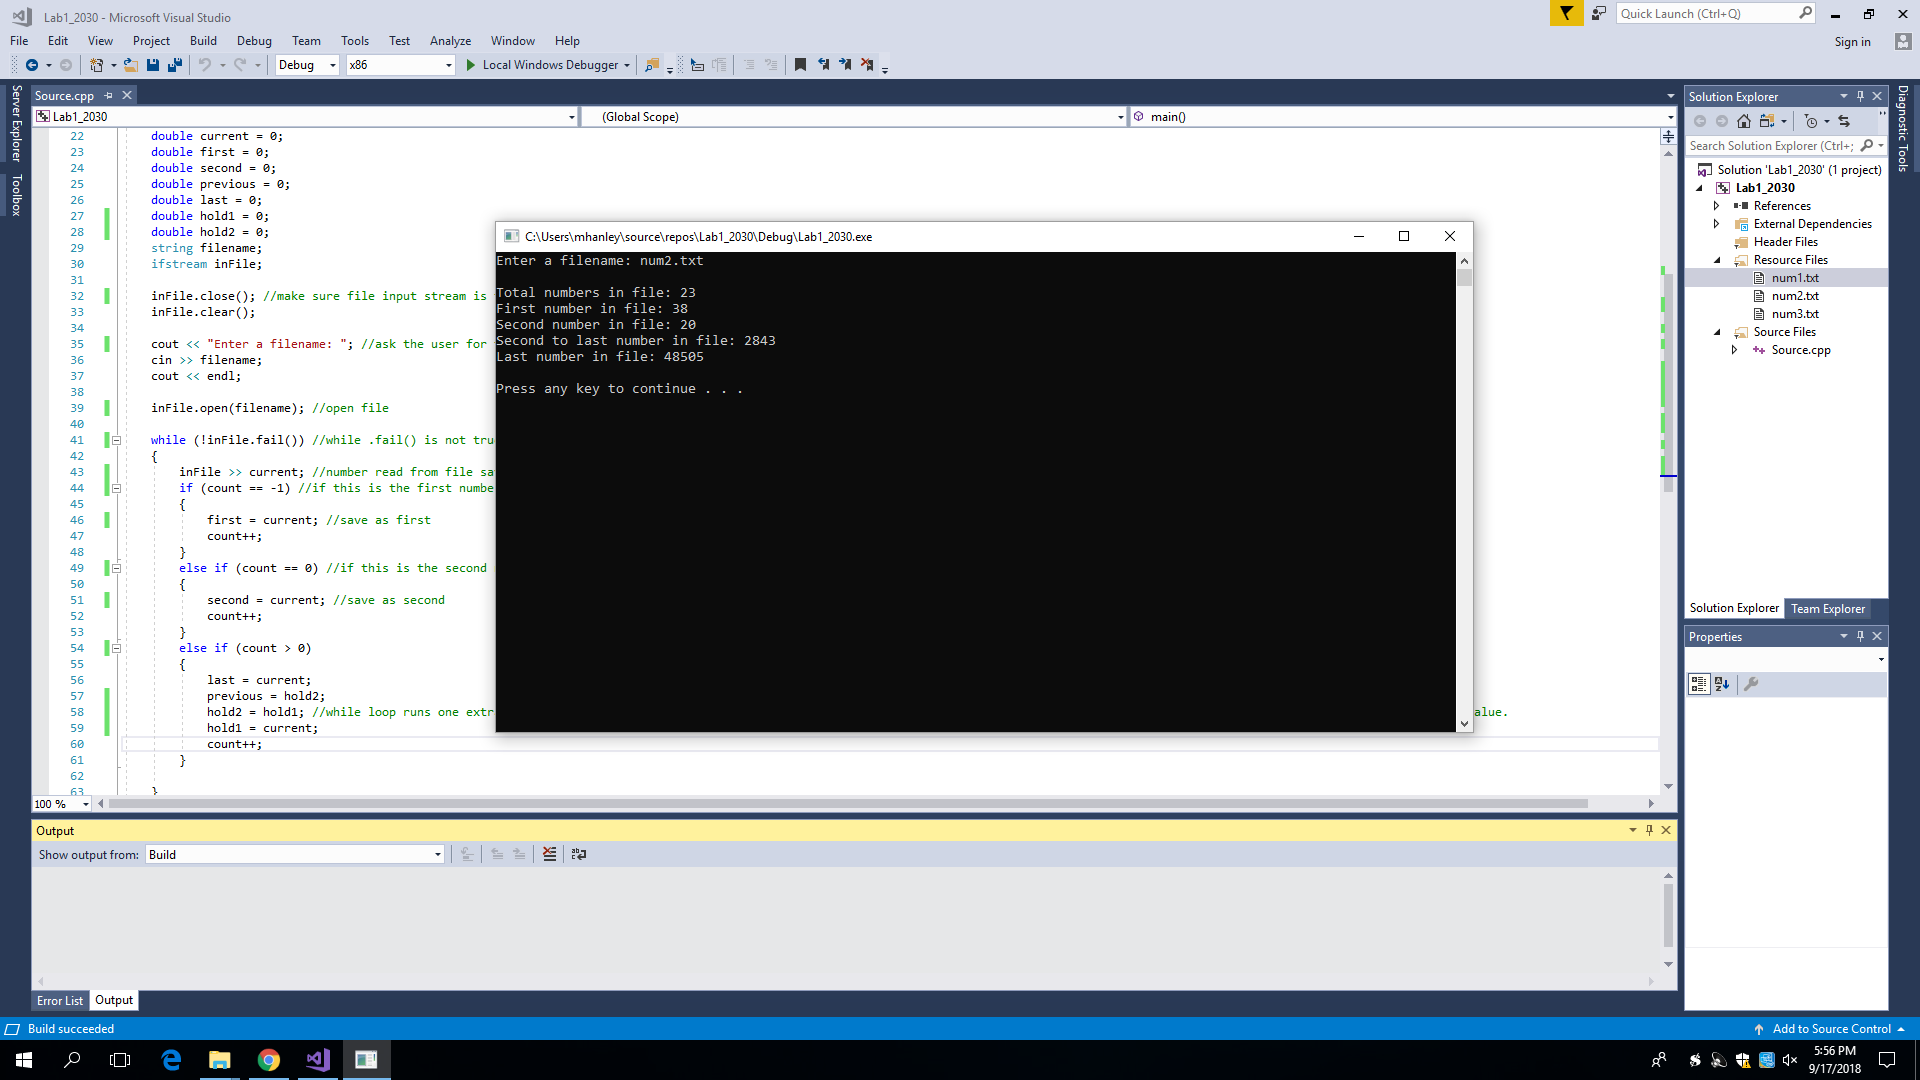 Lab1_2030 - Microsoft Visual Studio
Quick Launch (Ctrl+Q)
File Edit View Project Build Debug Team Tools Test Analyze Window Help
Sign in
Debug x86 Local Windows Debugger
Server Explorer
Toolbox
Source.cpp
Lab1_2030 (Global Scope) main()
22 double current = 0;
23 double first = 0;
24 double second = 0;
25 double previous = 0;
26 double last = 0;
27 double hold1 = 0;
28 double hold2 = 0;
29 string filename;
30 ifstream inFile;
31
32 inFile.close(); //make sure file input stream is
33 inFile.clear();
34
35 cout << "Enter a filename: "; //ask the user for
36 cin >> filename;
37 cout << endl;
38
39 inFile.open(filename); //open file
40
41 while (!inFile.fail()) //while .fail() is not tru
42 {
43 inFile >> current; //number read from file sa
44 if (count == -1) //if this is the first numbe
45 {
46 first = current; //save as first
47 count++;
48 }
49 else if (count == 0) //if this is the second
50 {
51 second = current; //save as second
52 count++;
53 }
54 else if (count > 0)
55 {
56 last = current;
57 previous = hold2;
58 hold2 = hold1; //while loop runs one extr alue.
59 hold1 = current;
60 count++;
61 }
62
63 }
100 %
C:\Users\mhanley\source\repos\Lab1_2030\Debug\Lab1_2030.exe
Enter a filename: num2.txt
Total numbers in file: 23
First number in file: 38
Second number in file: 20
Second to last number in file: 2843
Last number in file: 48505
Press any key to continue . . .
Output
Show output from: Build
Error List Output
Solution Explorer
Search Solution Explorer (Ctrl+;
Solution 'Lab1_2030' (1 project)
Lab1_2030
References
External Dependencies
Header Files
Resource Files
num1.txt
num2.txt
num3.txt
Source Files
Source.cpp
Solution Explorer Team Explorer
Properties
Diagnostic Tools
Build succeeded
Add to Source Control
5:56 PM
9/17/2018